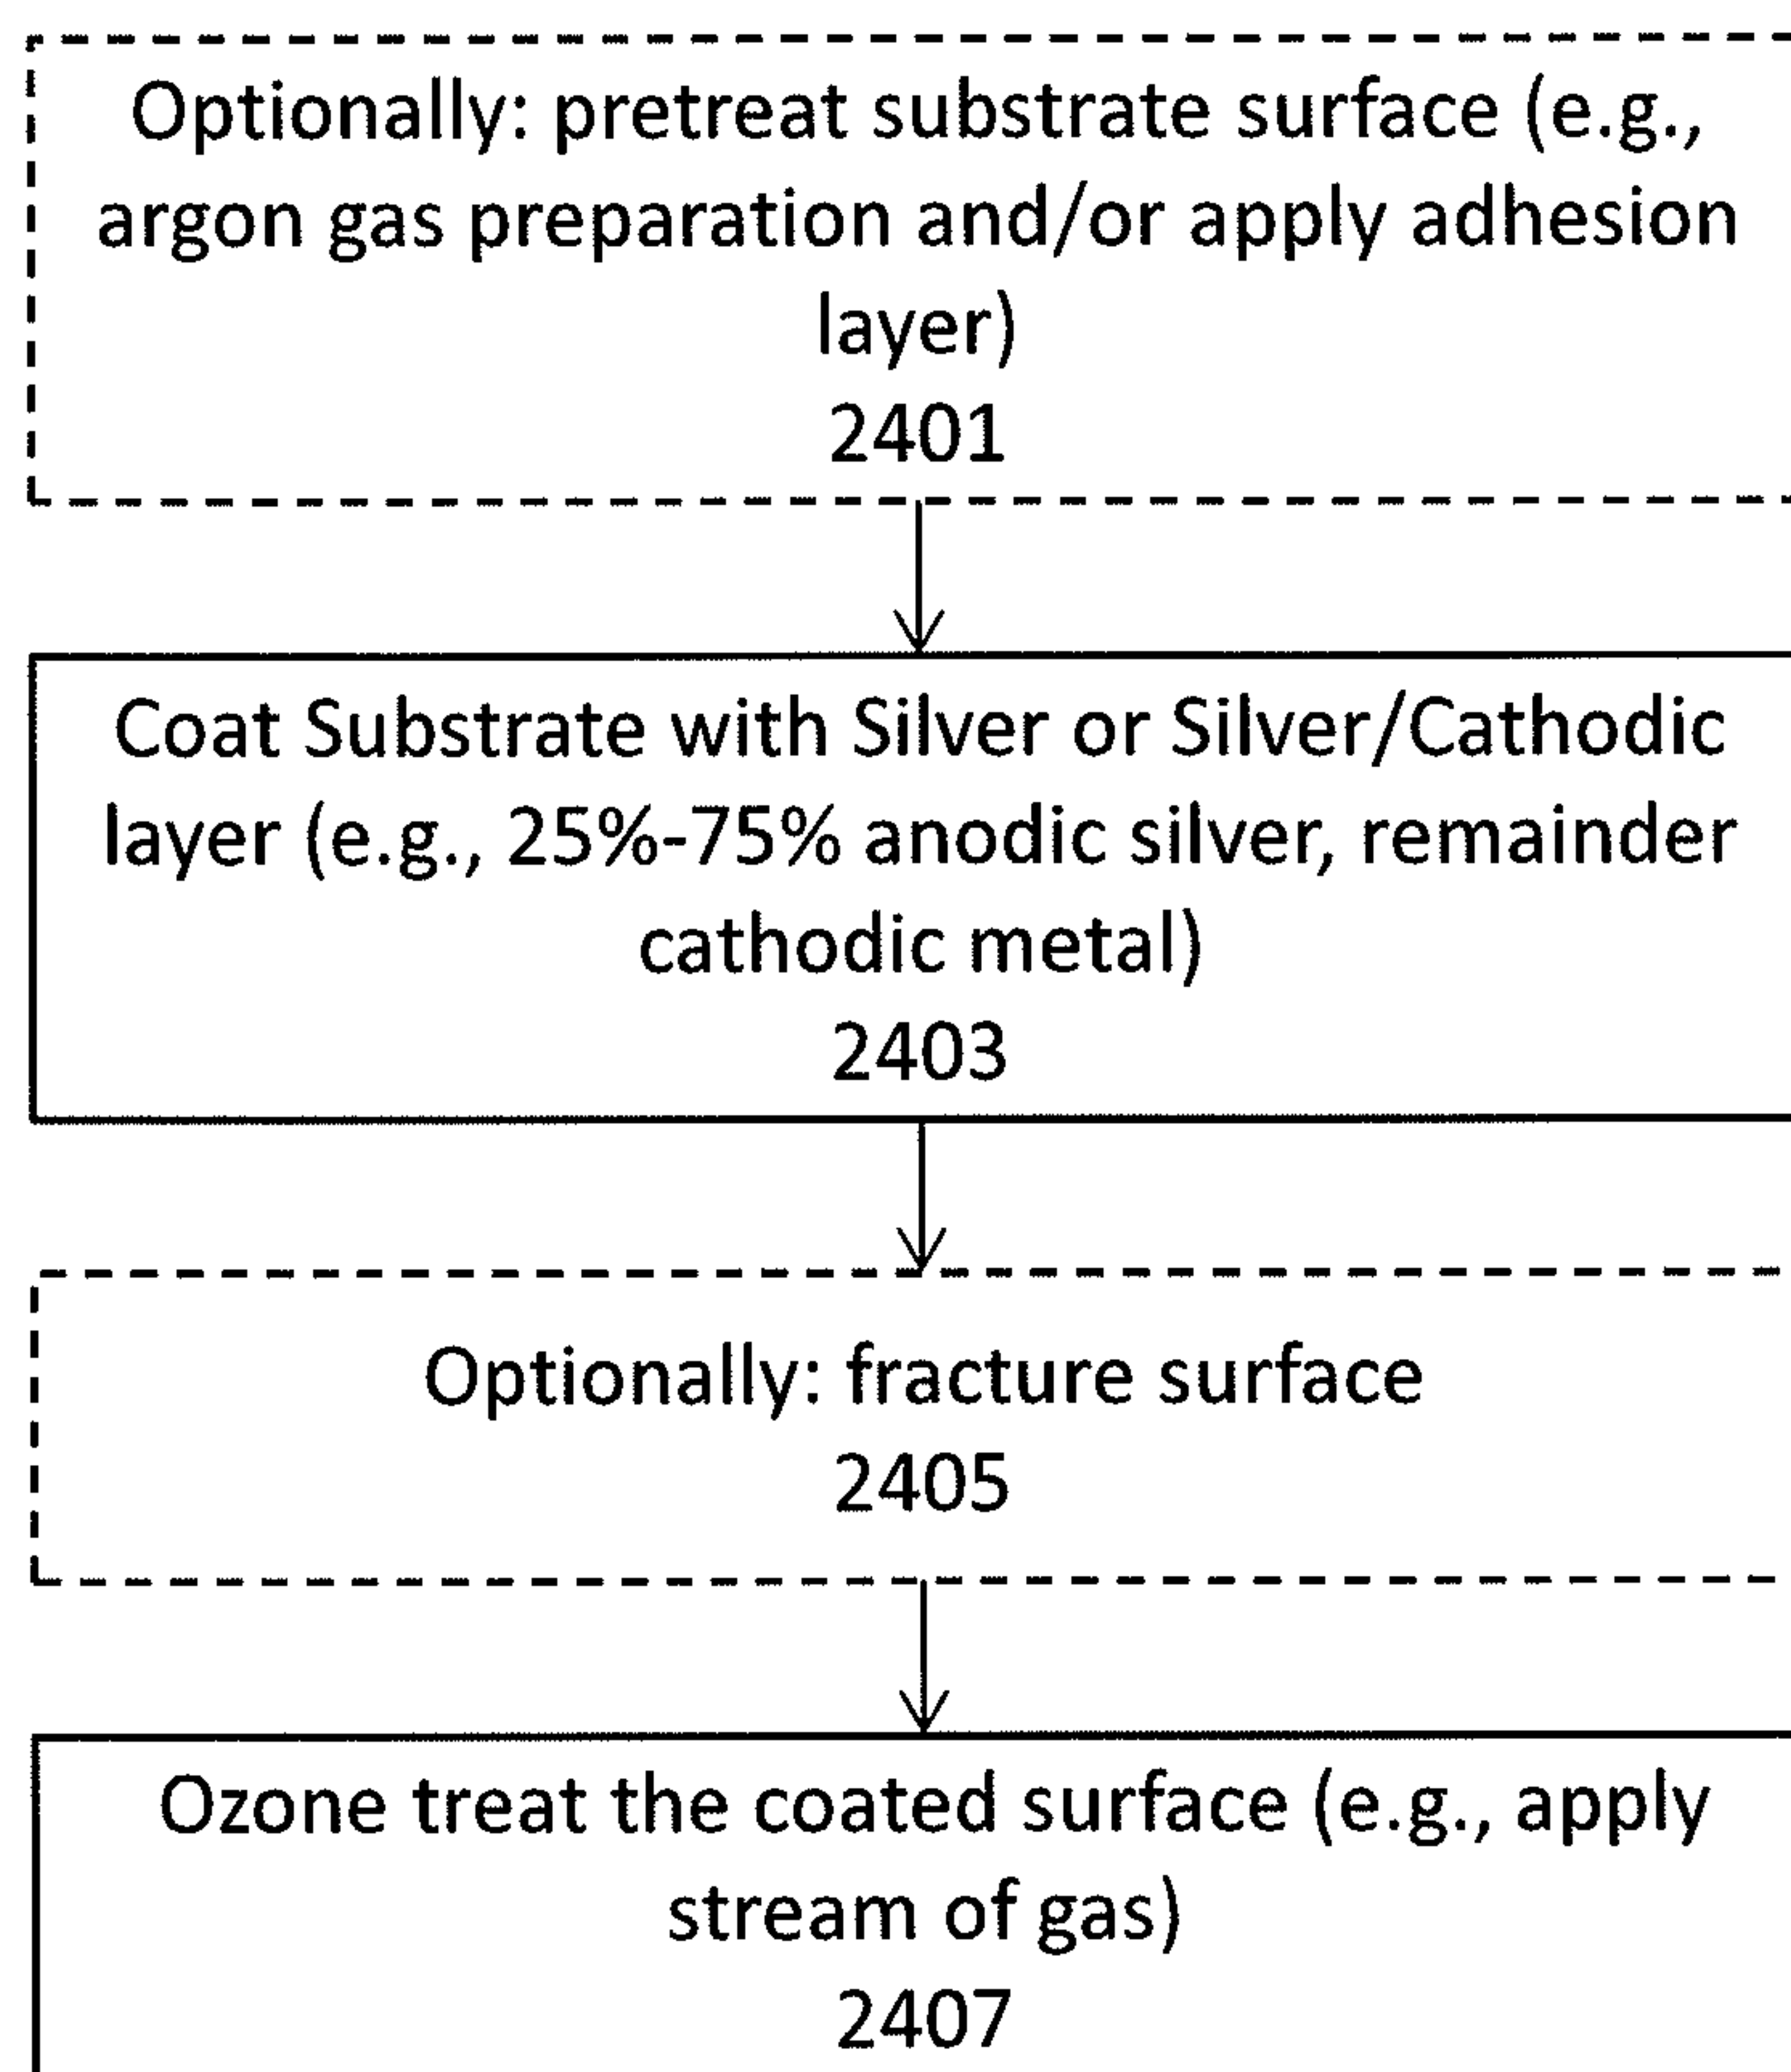 Optionally: pretreat substrate surface (e.g.,
argon gas preparation and/or apply adhesion
layer)
2401
Coat Substrate with Silver or Silver/Cathodic
layer (e.g., 25%-75% anodic silver, remainder
cathodic metal)
2403
Optionally: fracture surface
2405
Ozone treat the coated surface (e.g., apply
stream of gas)
2407